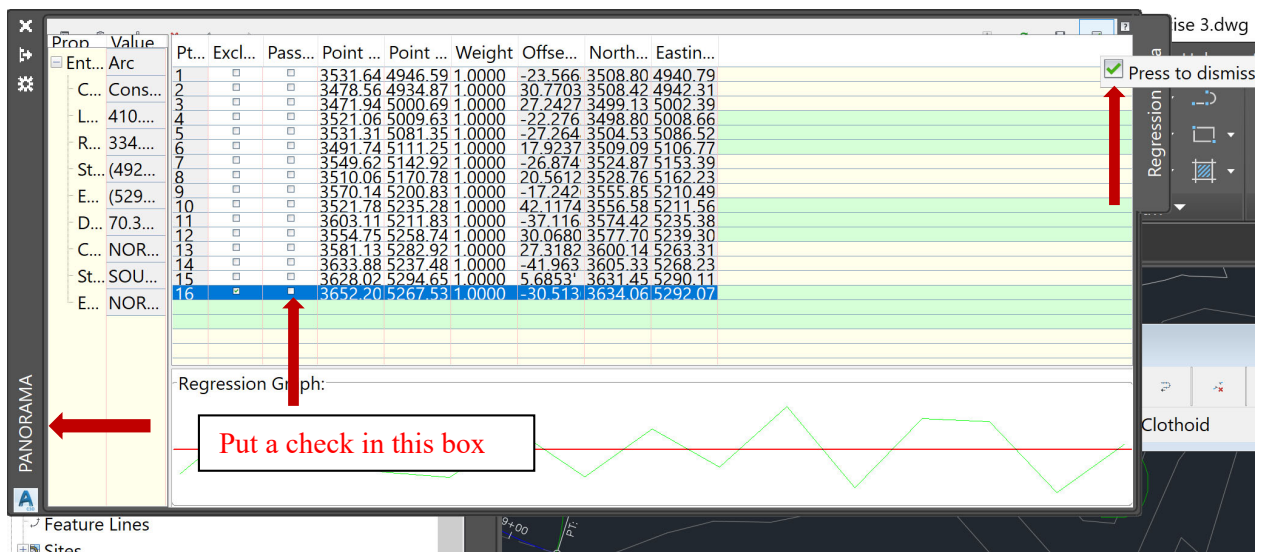 ise 3.dwg
Prop Value
Pt... Excl... Pass... Point ... Point ... Weight Offse... North... Eastin...
Ent... Arc
C... Cons...
L... 410....
R... 334....
St... (492...
E... (529...
D... 70.3...
C... NOR...
St... SOU...
E... NOR...
1 3531.64 4946.59 1.0000 -23.566 3508.80 4940.79
2 3478.56 4934.87 1.0000 30.7703 3508.42 4942.31
3 3471.94 5000.69 1.0000 27.2427 3499.13 5002.39
4 3521.06 5009.63 1.0000 -22.276 3498.80 5008.66
5 3531.31 5081.35 1.0000 -27.264 3504.53 5086.52
6 3491.74 5111.25 1.0000 17.9237 3509.09 5106.77
7 3549.62 5142.92 1.0000 -26.874 3524.87 5153.39
8 3510.06 5170.78 1.0000 20.5612 3528.76 5162.23
9 3570.14 5200.83 1.0000 -17.242 3555.85 5210.49
10 3521.78 5235.28 1.0000 42.1174 3556.58 5211.56
11 3603.11 5211.83 1.0000 -37.116 3574.42 5235.38
12 3554.75 5258.74 1.0000 30.0680 3577.70 5239.30
13 3581.13 5282.92 1.0000 27.3182 3600.14 5263.31
14 3633.88 5237.48 1.0000 -41.963 3605.33 5268.23
15 3628.02 5294.65 1.0000 5.6853' 3631.45 5290.11
16 3652.20 5267.53 1.0000 -30.513 3634.06 5292.07
Press to dismiss
Regression
Regression Graph:
Put a check in this box
PANORAMA
Clothoid
Feature Lines
Sites
9+00
PT: